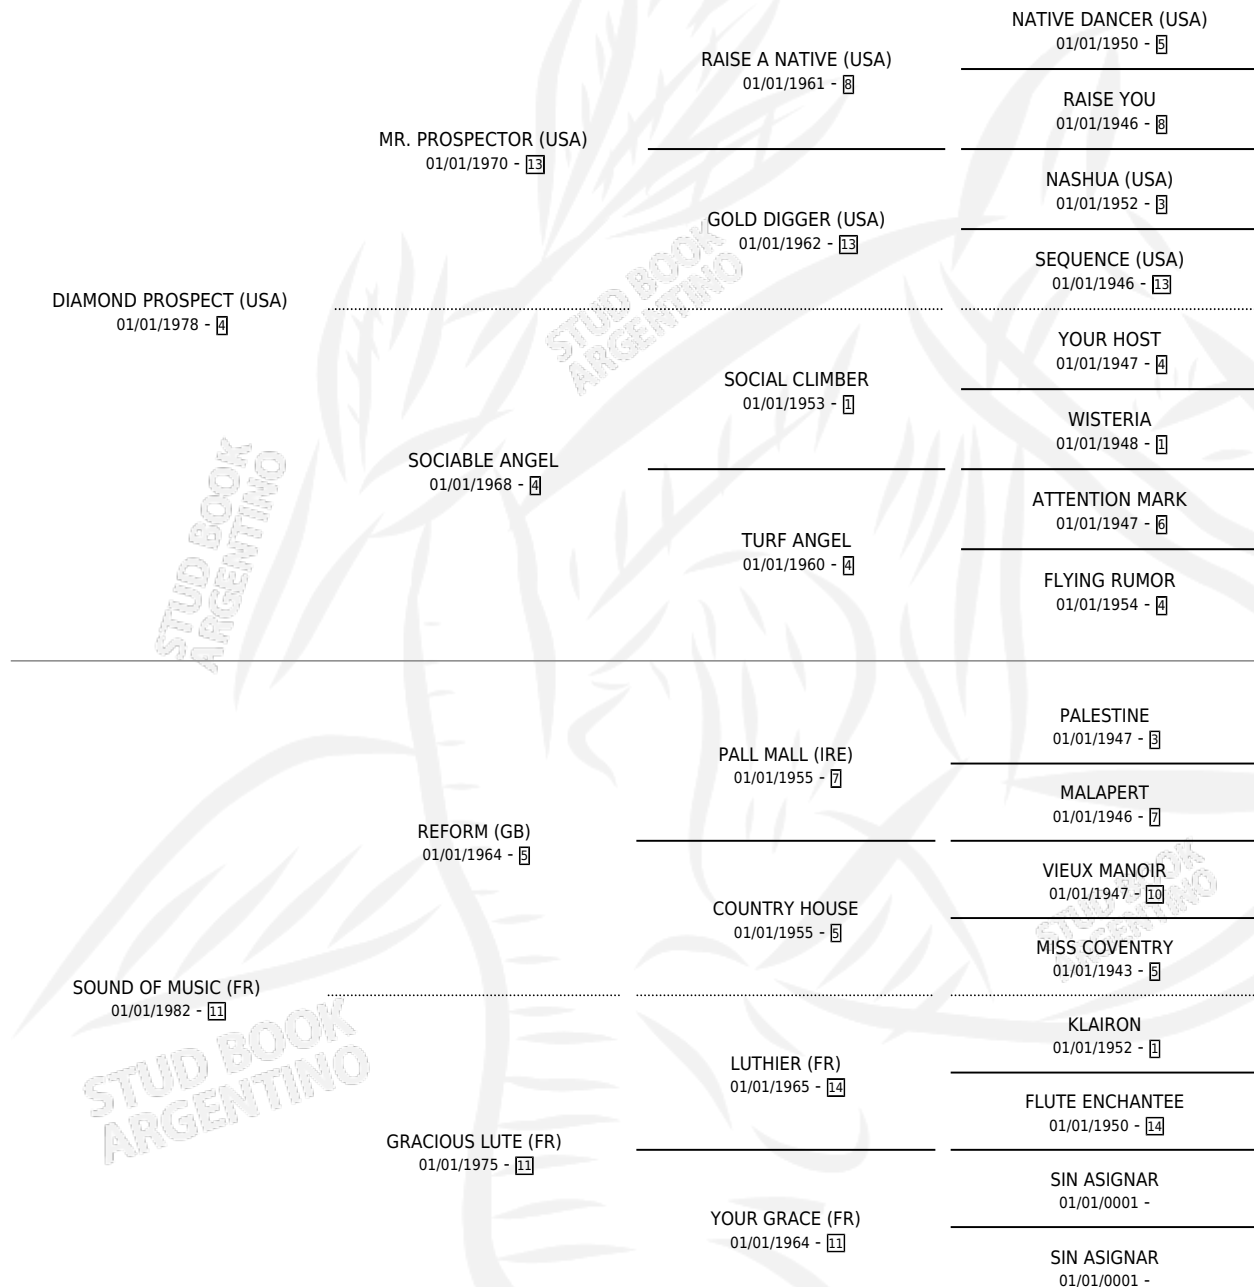 NATIVE DANCER (USA)
01/01/1950 - 5
RAISE A NATIVE (USA)
01/01/1961 - 8
RAISE YOU
01/01/1946 - 8
MR. PROSPECTOR (USA)
01/01/1970 - 13
NASHUA (USA)
01/01/1952 - 3
GOLD DIGGER (USA)
01/01/1962 - 13
SEQUENCE (USA)
01/01/1946 - 13
DIAMOND PROSPECT (USA)
01/01/1978 - 4
YOUR HOST
01/01/1947 - 4
SOCIAL CLIMBER
01/01/1953 - 1
WISTERIA
01/01/1948 - 1
SOCIABLE ANGEL
01/01/1968 - 4
ATTENTION MARK
01/01/1947 - 6
TURF ANGEL
01/01/1960 - 4
FLYING RUMOR
01/01/1954 - 4
PALESTINE
01/01/1947 - 3
PALL MALL (IRE)
01/01/1955 - 7
MALAPERT
01/01/1946 - 7
REFORM (GB)
01/01/1964 - 5
VIEUX MANOIR
01/01/1947 - 10
COUNTRY HOUSE
01/01/1955 - 5
MISS COVENTRY
01/01/1943 - 5
SOUND OF MUSIC (FR)
01/01/1982 - 11
KLAIRON
01/01/1952 - 1
LUTHIER (FR)
01/01/1965 - 14
FLUTE ENCHANTEE
01/01/1950 - 14
GRACIOUS LUTE (FR)
01/01/1975 - 11
SIN ASIGNAR
01/01/0001 -
YOUR GRACE (FR)
01/01/1964 - 11
SIN ASIGNAR
01/01/0001 -
STUD BOOK
ARGENTINO
STUD BOOK
ARGENTINO
STUD BOOK
ARGENTINO
STUD BOOK
ARGENTINO